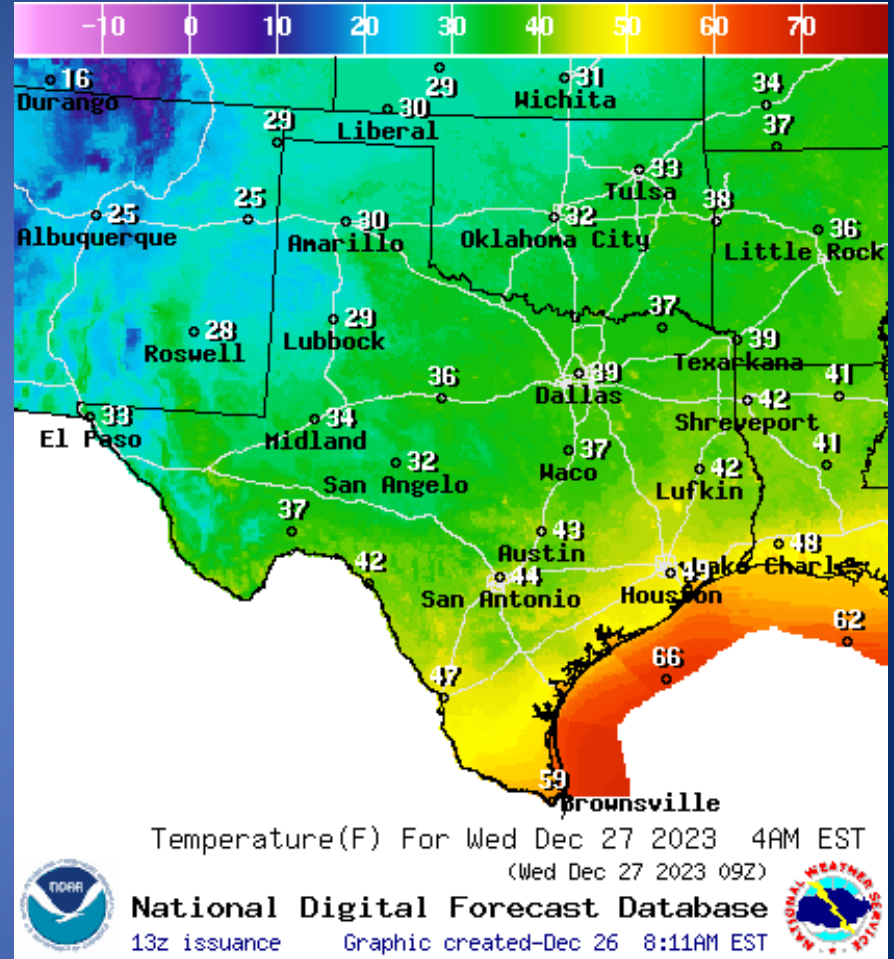 -10 0 10 20 30 40 50 60 70
16
Durango
29
31
Wichita
34
30
Liberal
29
37
33
Tulsa
25
Albuquerque
25
30
Amarillo
32
Oklahoma City
38
36
Little Rock
28
Roswell
29
Lubbock
37
39
Texarkana
39
Dallas
36
42
Shreveport
41
33
El Paso
34
Midland
32
San Angelo
37
Waco
42
Lufkin
41
37
43
Austin
48
Lake Charles
42
44
San Antonio
49
Houston
62
66
47
59
Brownsville
Temperature(F) For Wed Dec 27 2023 4AM EST
(Wed Dec 27 2023 09Z)
NOAA
National Digital Forecast Database
13z issuance Graphic created-Dec 26 8:11AM EST
NATIONAL WEATHER SERVICE